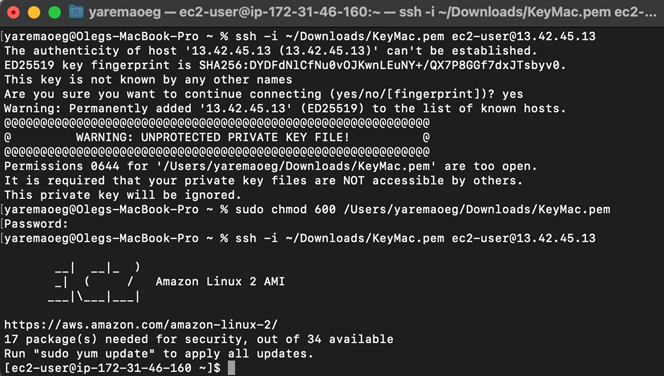 yaremaoeg — ec2-user@ip-172-31-46-160:~ — ssh -i ~/Downloads/KeyMac.pem ec2-...
[yaremaoeg@Olegs-MacBook-Pro ~ % ssh -i ~/Downloads/KeyMac.pem ec2-user@13.42.45.13
The authenticity of host '13.42.45.13 (13.42.45.13)' can't be established.
ED25519 key fingerprint is SHA256:DYDFdNlCfNu0vOJKwnLEuNY+/QX7P8GGf7dxJTsbyv0.
This key is not known by any other names
Are you sure you want to continue connecting (yes/no/[fingerprint])? yes
Warning: Permanently added '13.42.45.13' (ED25519) to the list of known hosts.
@@@@@@@@@@@@@@@@@@@@@@@@@@@@@@@@@@@@@@@@@@@@@@@@@@@@@@@@@@@
@         WARNING: UNPROTECTED PRIVATE KEY FILE!          @
@@@@@@@@@@@@@@@@@@@@@@@@@@@@@@@@@@@@@@@@@@@@@@@@@@@@@@@@@@@
Permissions 0644 for '/Users/yaremaoeg/Downloads/KeyMac.pem' are too open.
It is required that your private key files are NOT accessible by others.
This private key will be ignored.
[yaremaoeg@Olegs-MacBook-Pro ~ % sudo chmod 600 /Users/yaremaoeg/Downloads/KeyMac.pem
[Password:
[yaremaoeg@Olegs-MacBook-Pro ~ % ssh -i ~/Downloads/KeyMac.pem ec2-user@13.42.45.13

       __|  __|_  )
       _|  (     /   Amazon Linux 2 AMI
      ___|\___|___|

https://aws.amazon.com/amazon-linux-2/
17 package(s) needed for security, out of 34 available
Run "sudo yum update" to apply all updates.
[ec2-user@ip-172-31-46-160 ~]$